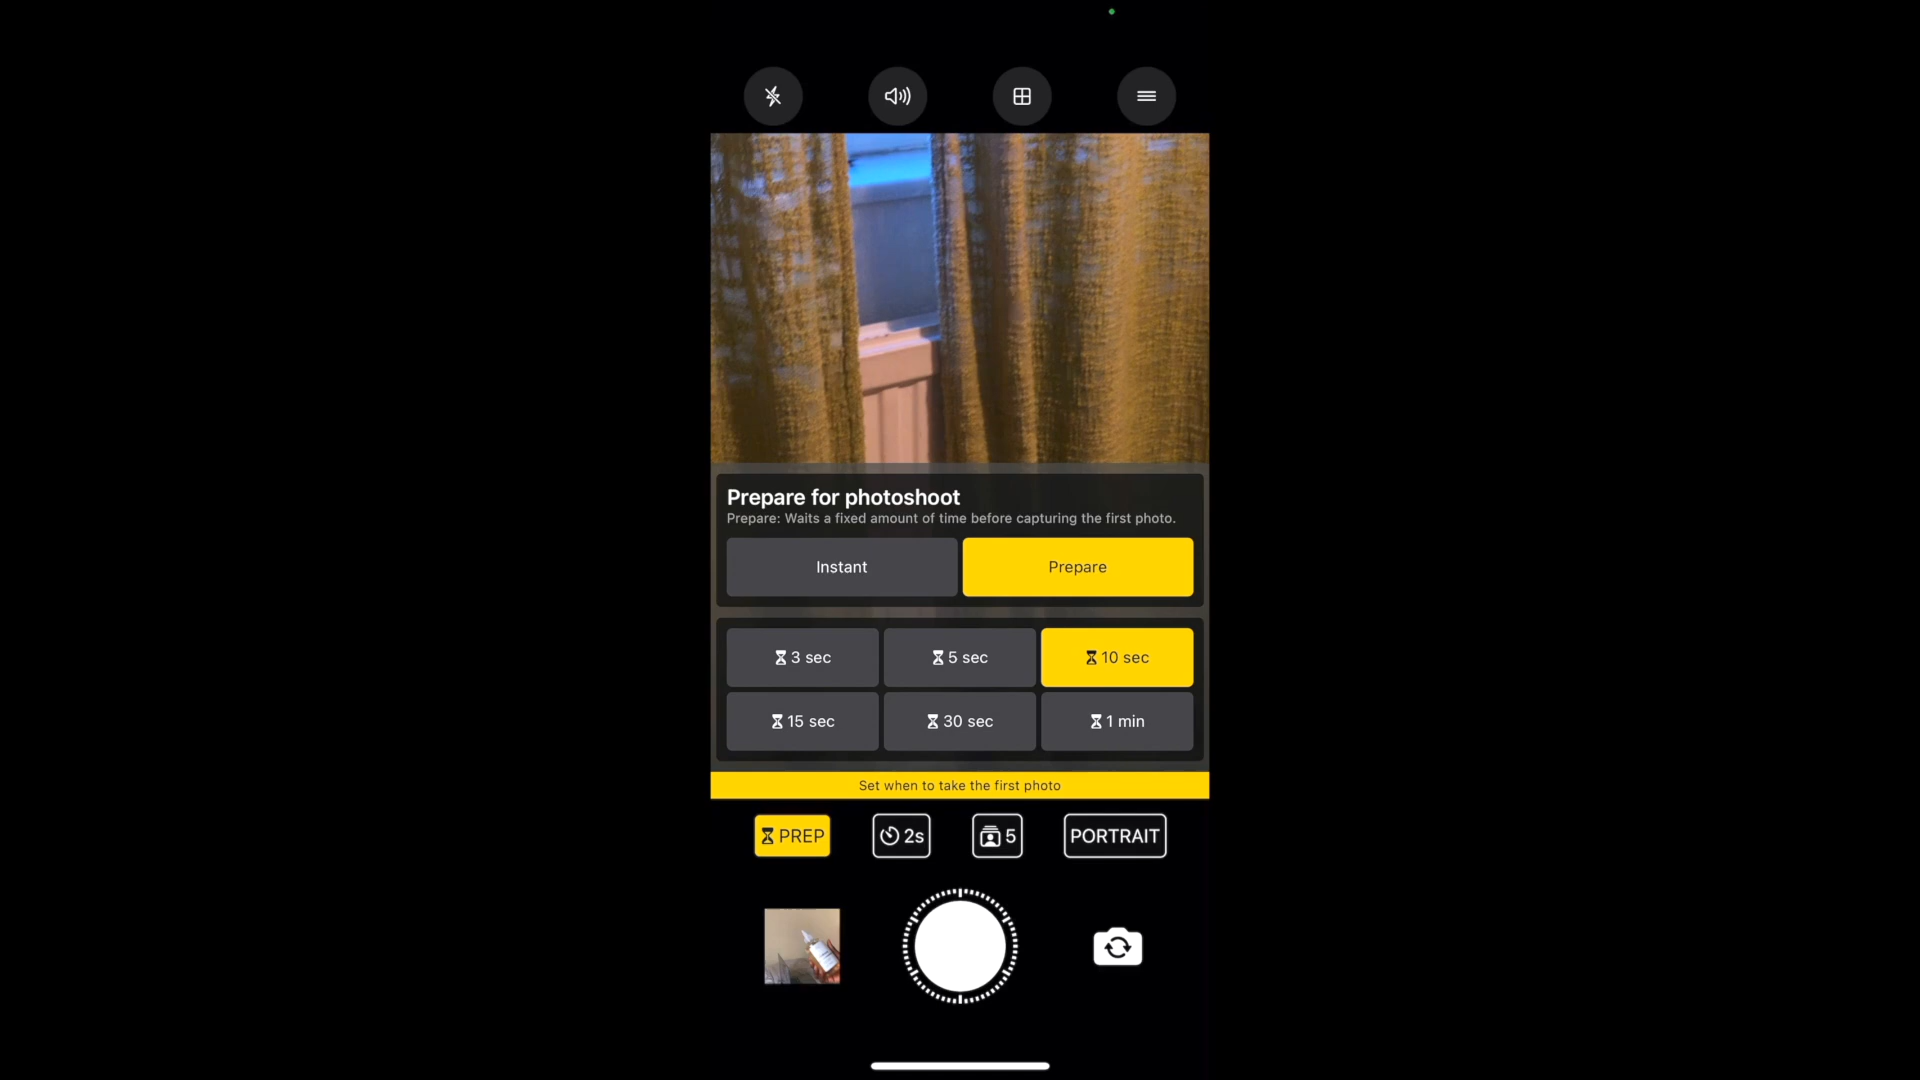 Prepare for photoshoot
Prepare: Waits a fixed amount of time before capturing the first photo.
Instant
Prepare
3 sec
5 sec
10 sec
15 sec
30 sec
1 min
Set when to take the first photo
PREP
2s
5
PORTRAIT